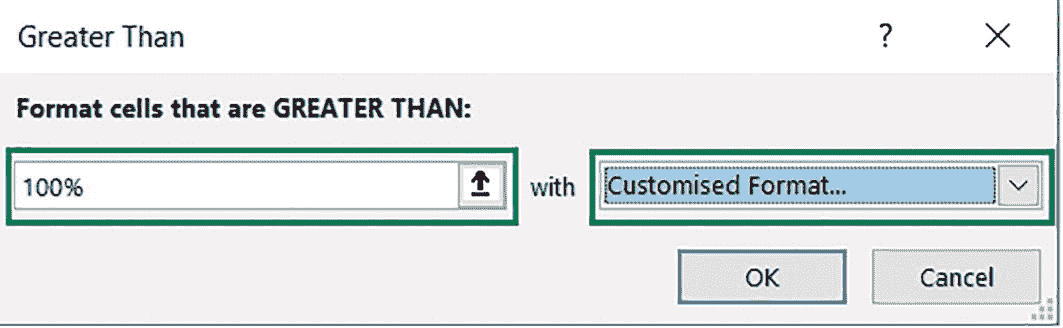 Greater Than ?
Format cells that are GREATER THAN:
100% with Customised Format...
OK Cancel